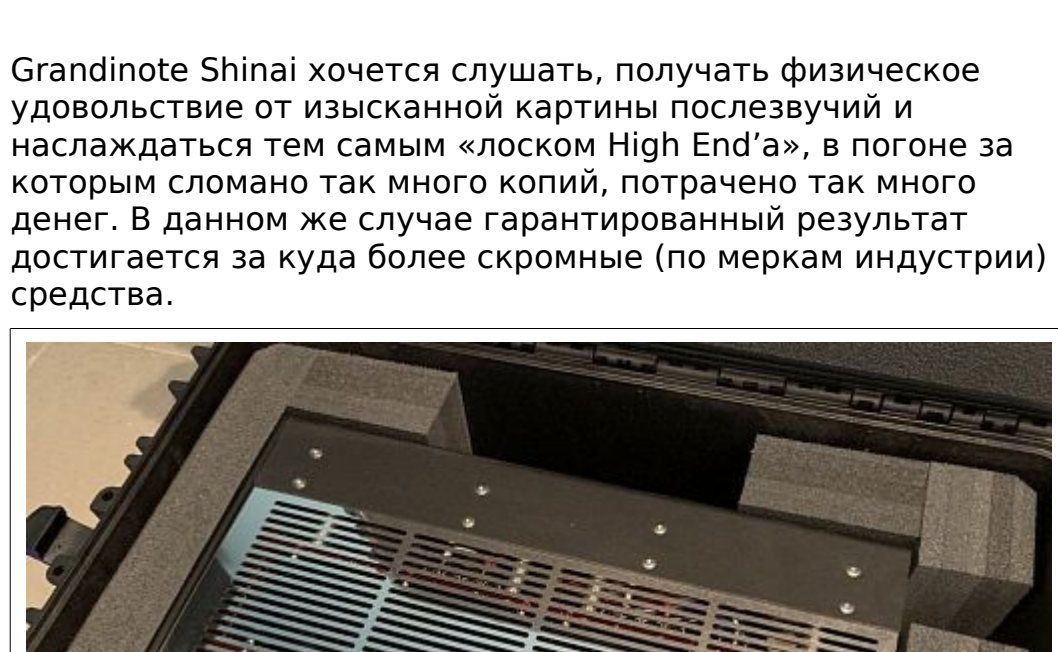 Grandinote Shinai хочется слушать, получать физическое
удовольствие от изысканной картины послезвучий и
наслаждаться тем самым «лоском High End’а», в погоне за
которым сломано так много копий, потрачено так много
денег. В данном же случае гарантированный результат
достигается за куда более скромные (по меркам индустрии)
средства.